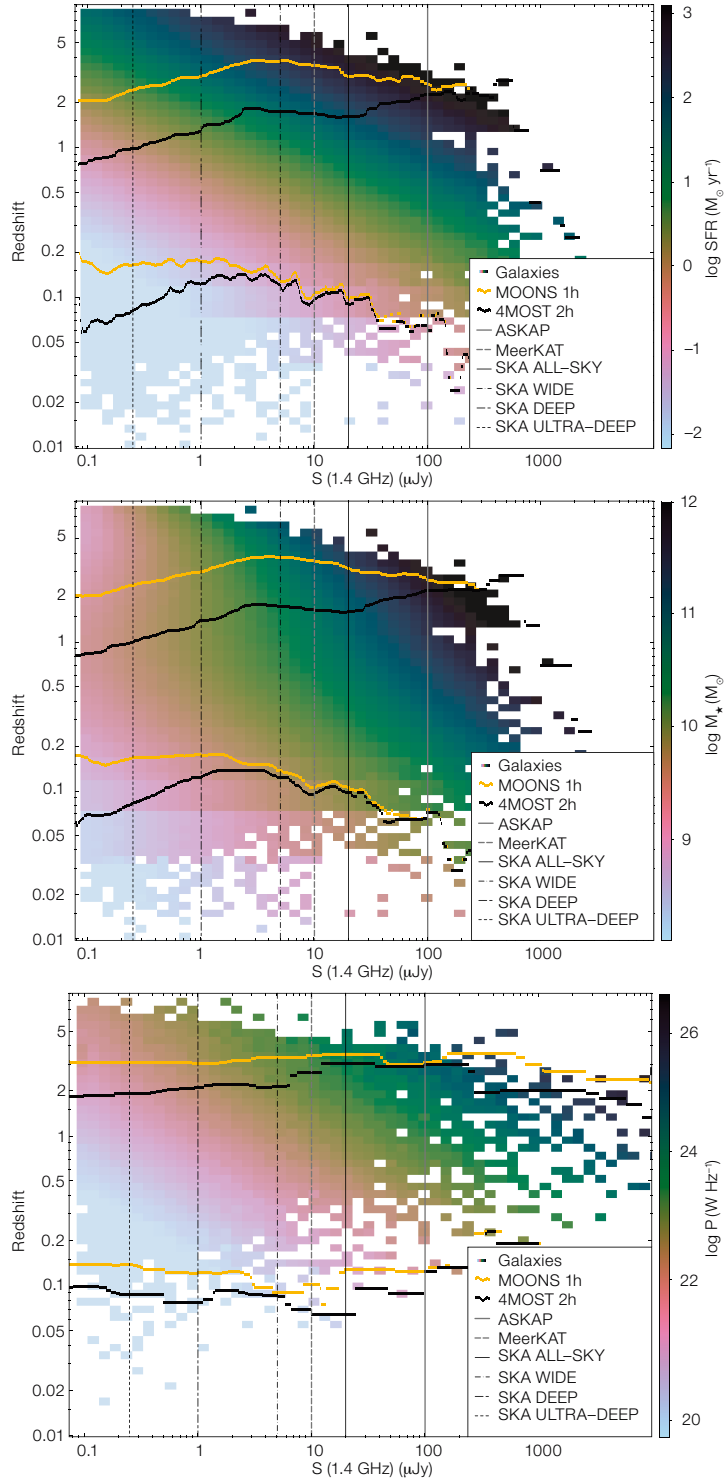 5
2
1
0.5
0.2
0.1
0.05
0.02
0.01
Redshift
0.1
1
10
100
1000
S (1.4 GHz) (μJy)
Galaxies
MOONS 1h
4MOST 2h
ASKAP
MeerKAT
SKA ALL–SKY
SKA WIDE
SKA DEEP
SKA ULTRA–DEEP
3
2
1
0
−1
−2
log SFR (M⊙ yr⁻¹)
5
2
1
0.5
0.2
0.1
0.05
0.02
0.01
Redshift
0.1
1
10
100
1000
S (1.4 GHz) (μJy)
Galaxies
MOONS 1h
4MOST 2h
ASKAP
MeerKAT
SKA ALL–SKY
SKA WIDE
SKA DEEP
SKA ULTRA–DEEP
12
11
10
9
log M★ (M⊙)
5
2
1
0.5
0.2
0.1
0.05
0.02
0.01
Redshift
0.1
1
10
100
1000
S (1.4 GHz) (μJy)
Galaxies
MOONS 1h
4MOST 2h
ASKAP
MeerKAT
SKA ALL–SKY
SKA WIDE
SKA DEEP
SKA ULTRA–DEEP
26
24
22
20
log P (W Hz⁻¹)